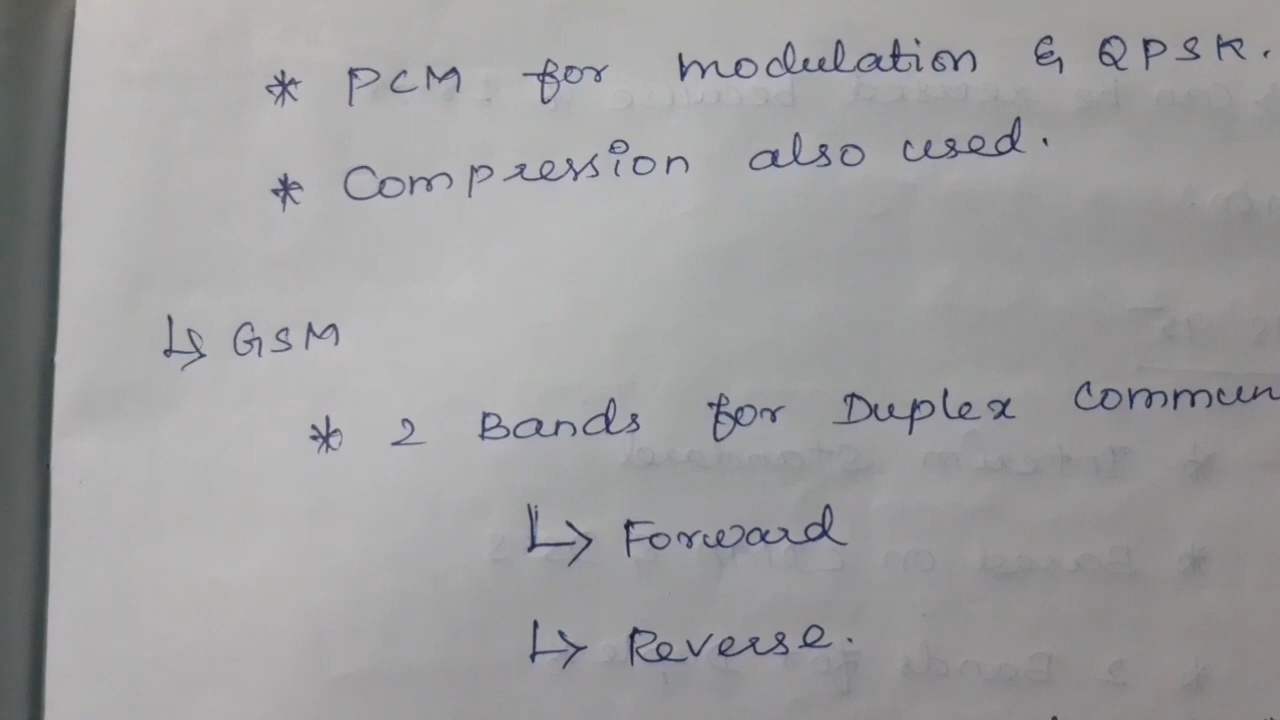 * PCM for modulation & QPSK.
* Compression also used.
↳ GSM
* 2 Bands for Duplex Commun
↳ Forward
↳ Reverse.